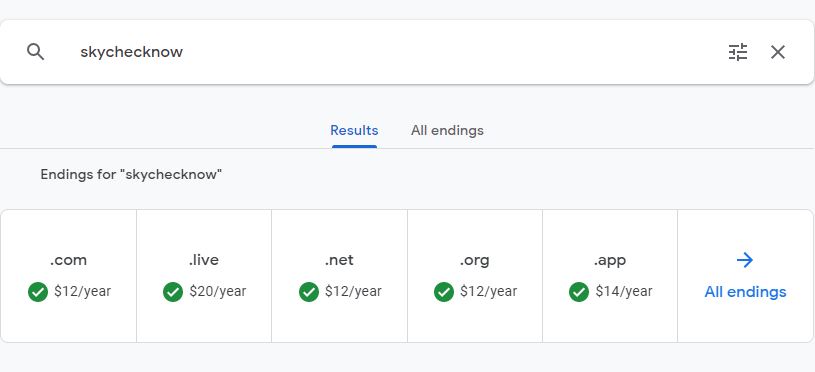 skychecknow
Results All endings
Endings for "skychecknow"
.com .live .net .org .app
$12/year $20/year $12/year $12/year $14/year All endings